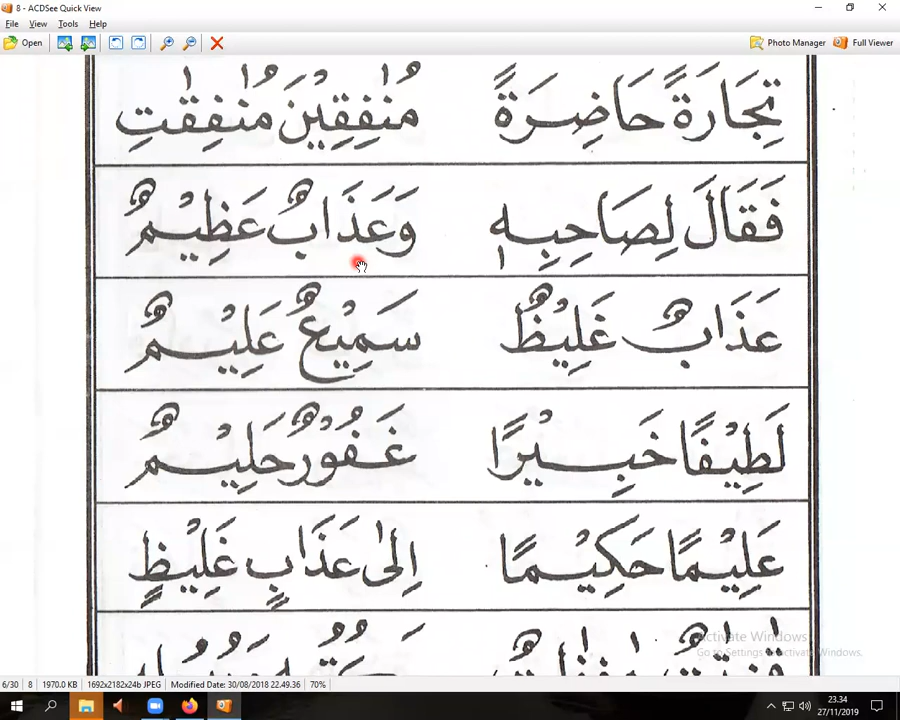 8 - ACDSee Quick View
File View Tools Help
Open Photo Manager Full Viewer
تِجَارَةً حَاضِرَةً مُنٰفِقِيْنَ مُنٰفِقٰتِ
فَقَالَ لِصَاحِبِهٖ وَعَذَابٌ عَظِيْمٌ
عَذَابٌ غَلِيْظٌ سَمِيْعٌ عَلِيْمٌ
لَطِيْفًا خَبِيْرًا غَفُوْرٌ حَلِيْمٌ
عَلِيْمًا حَكِيْمًا اِلٰى عَذَابٍ غَلِيْظٍ
Activate Windows
Go to Settings to activate Windows.
6/30 8 1970.0 KB 1692x2182x24b JPEG Modified Date: 30/08/2018 22.49.36 70%
23.34
27/11/2019